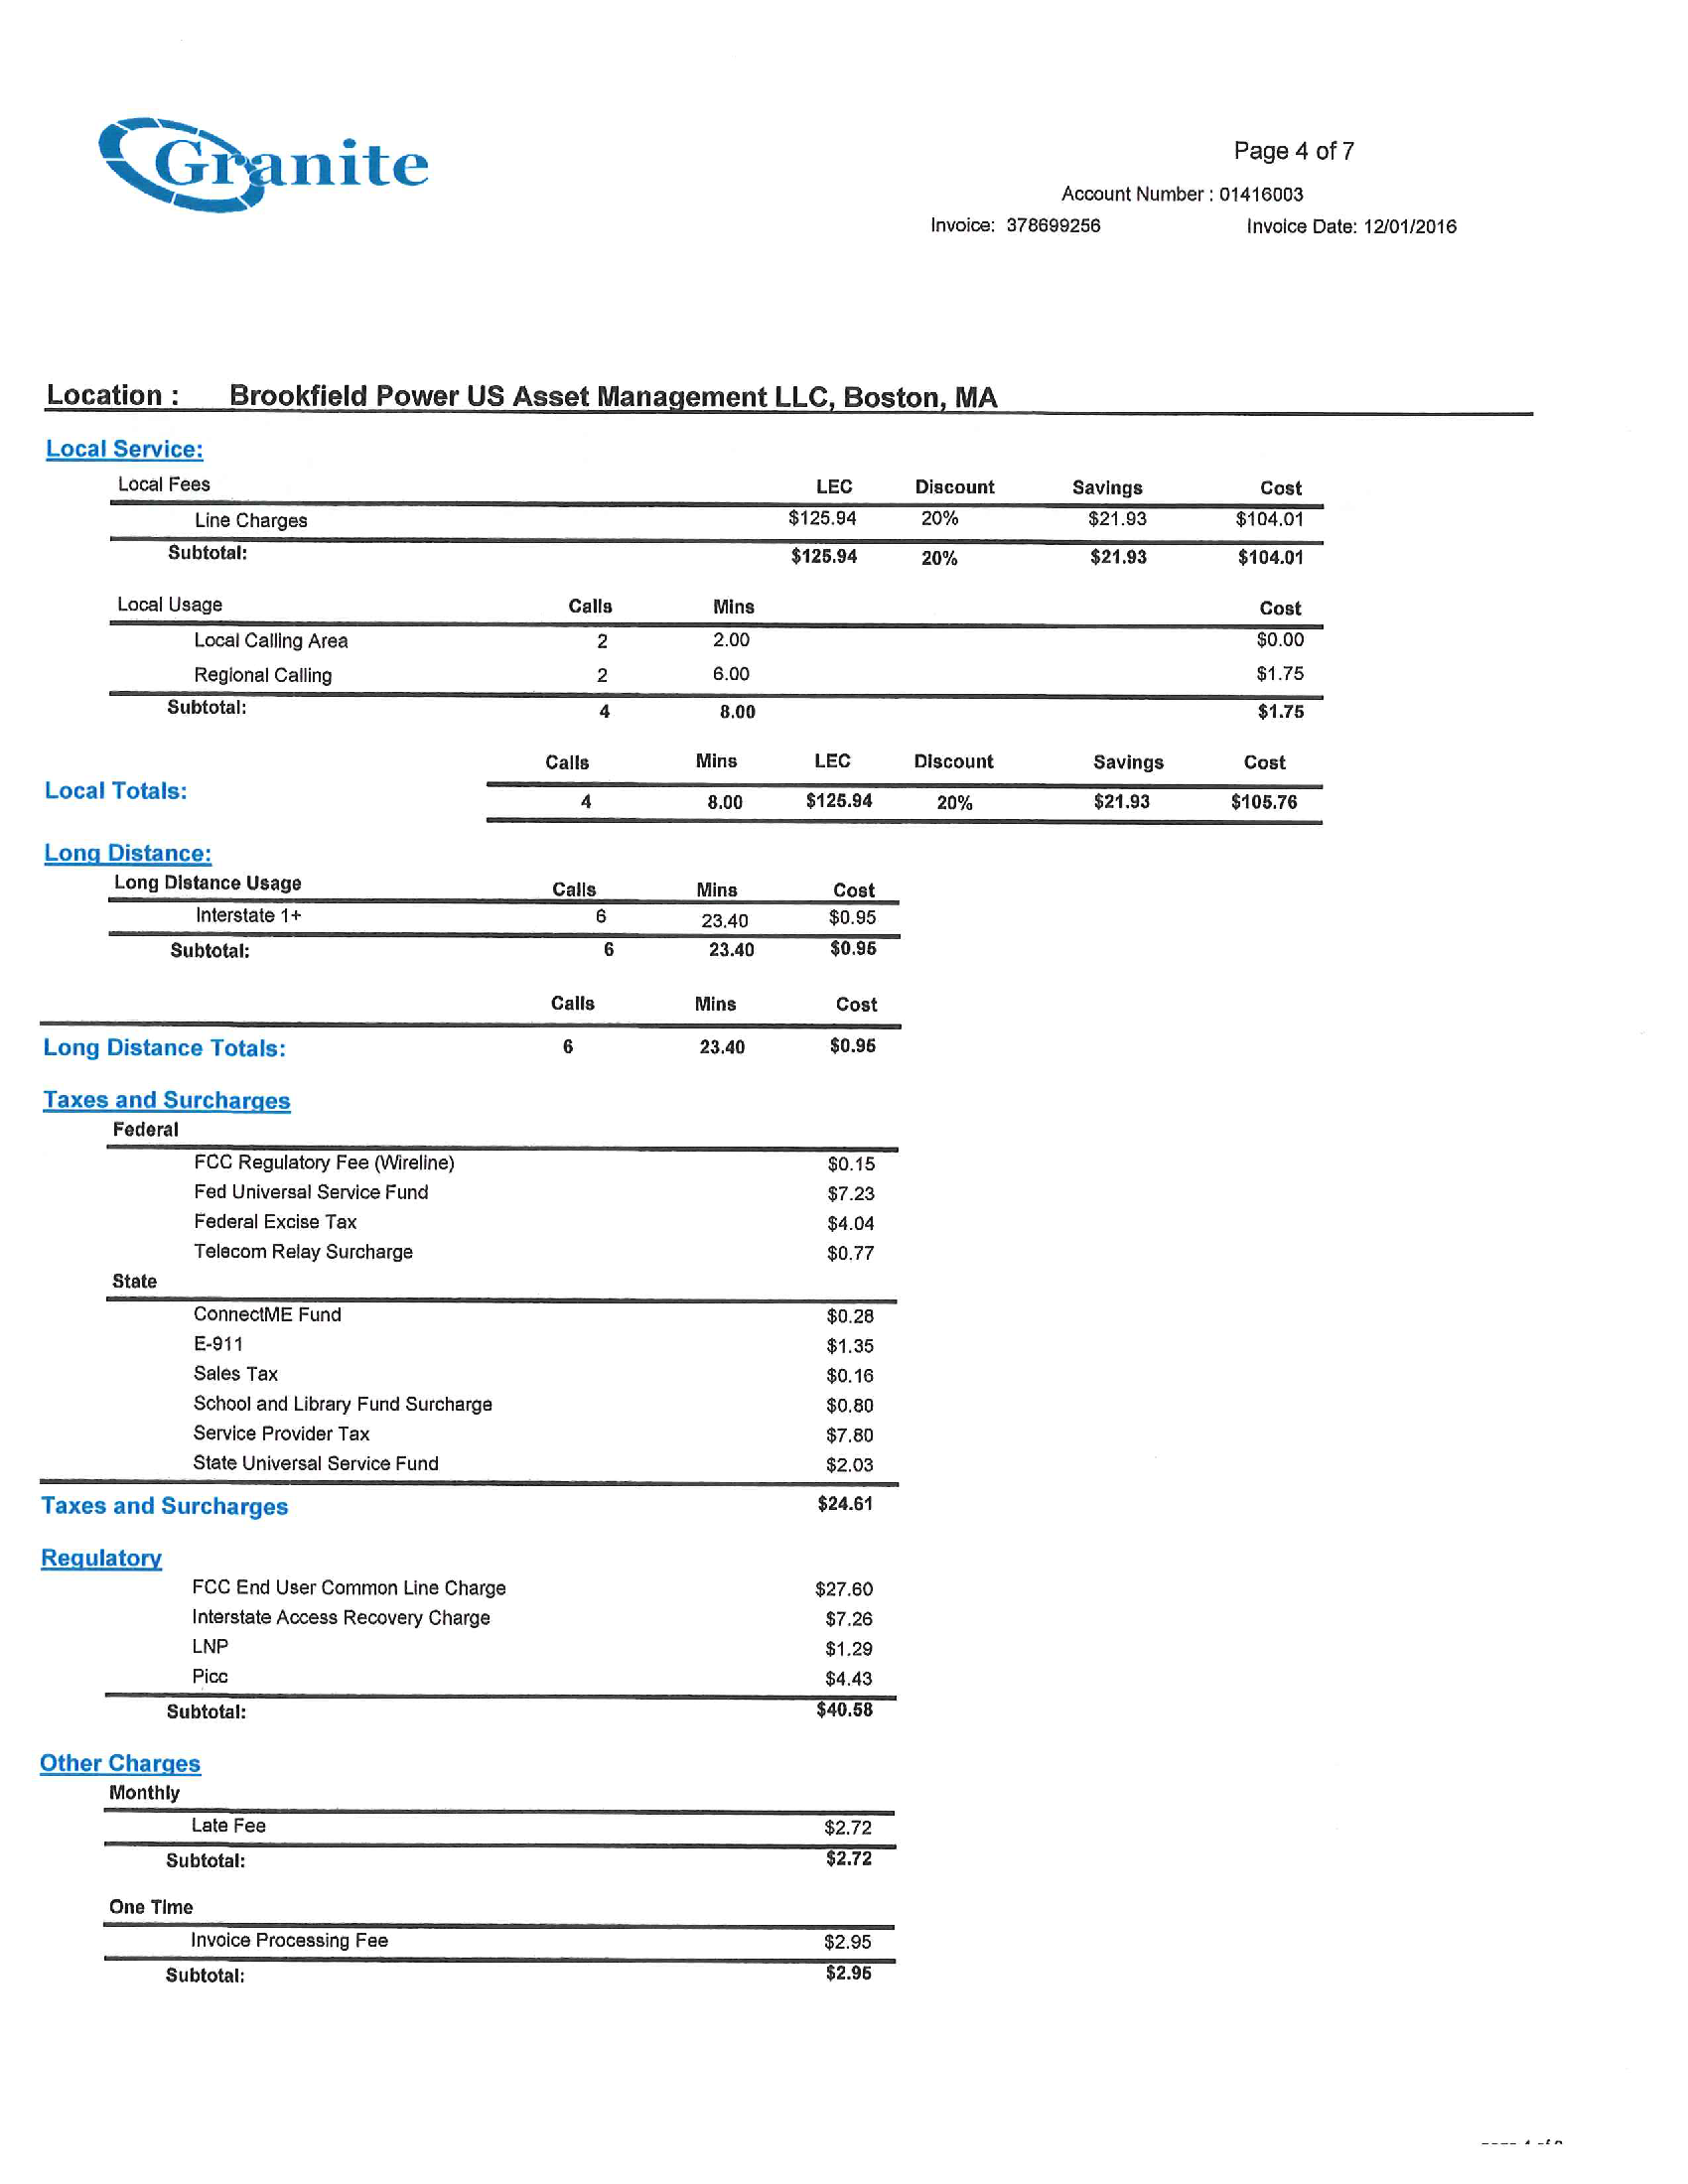 Granite
Page 4 of 7
Account Number : 01416003
Invoice: 378699256 Invoice Date: 12/01/2016
Location : Brookfield Power US Asset Management LLC, Boston, MA
Local Service:
Local Fees LEC Discount Savings Cost
Line Charges $125.94 20% $21.93 $104.01
Subtotal: $125.94 20% $21.93 $104.01
Local Usage Calls Mins Cost
Local Calling Area 2 2.00 $0.00
Regional Calling 2 6.00 $1.75
Subtotal: 4 8.00 $1.75
Calls Mins LEC Discount Savings Cost
Local Totals: 4 8.00 $125.94 20% $21.93 $105.76
Long Distance:
Long Distance Usage Calls Mins Cost
Interstate 1+ 6 23.40 $0.95
Subtotal: 6 23.40 $0.95
Calls Mins Cost
Long Distance Totals: 6 23.40 $0.95
Taxes and Surcharges
Federal
FCC Regulatory Fee (Wireline) $0.15
Fed Universal Service Fund $7.23
Federal Excise Tax $4.04
Telecom Relay Surcharge $0.77
State
ConnectME Fund $0.28
E-911 $1.35
Sales Tax $0.16
School and Library Fund Surcharge $0.80
Service Provider Tax $7.80
State Universal Service Fund $2.03
Taxes and Surcharges $24.61
Regulatory
FCC End User Common Line Charge $27.60
Interstate Access Recovery Charge $7.26
LNP $1.29
Picc $4.43
Subtotal: $40.58
Other Charges
Monthly
Late Fee $2.72
Subtotal: $2.72
One Time
Invoice Processing Fee $2.95
Subtotal: $2.95